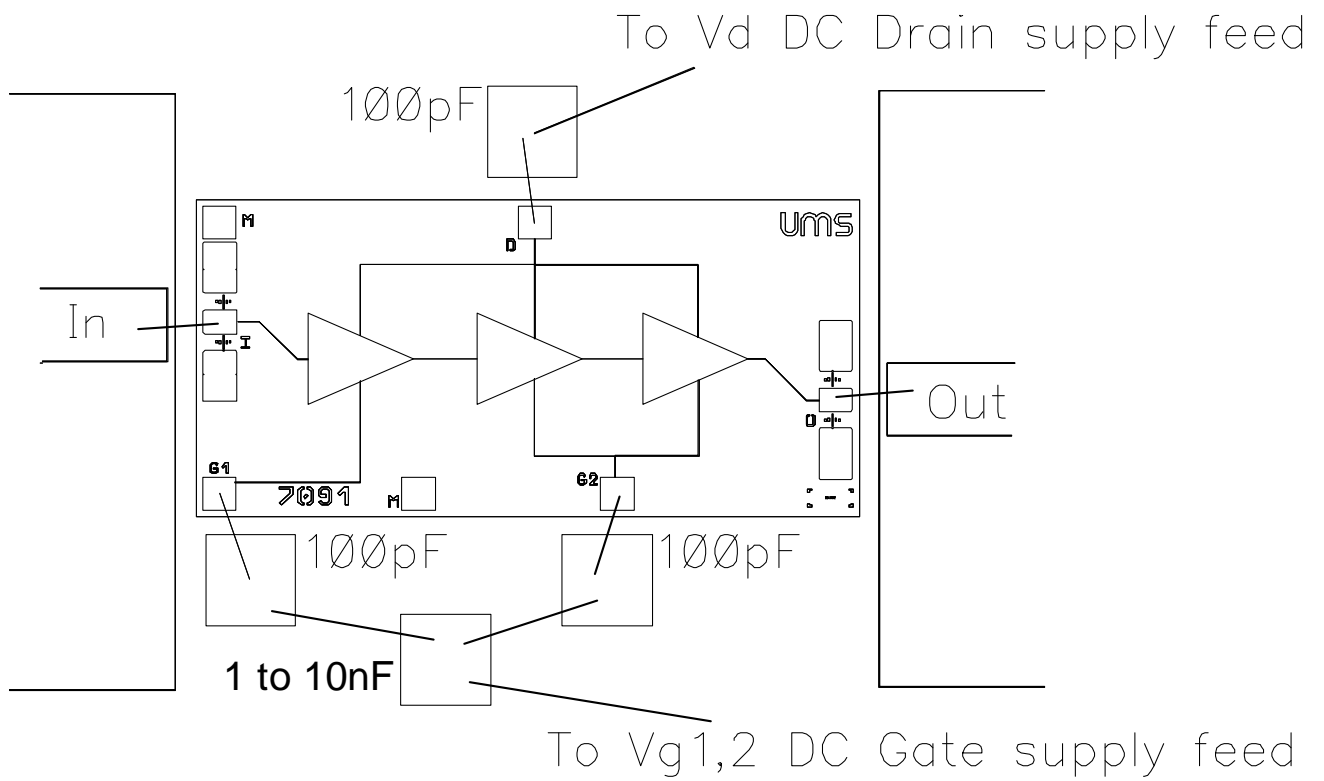 To Vd DC Drain supply feed
100pF
M
UMS
D
In
I
Out
O
G1
7091
M
G2
100pF
100pF
1 to 10nF
To Vg1,2 DC Gate supply feed